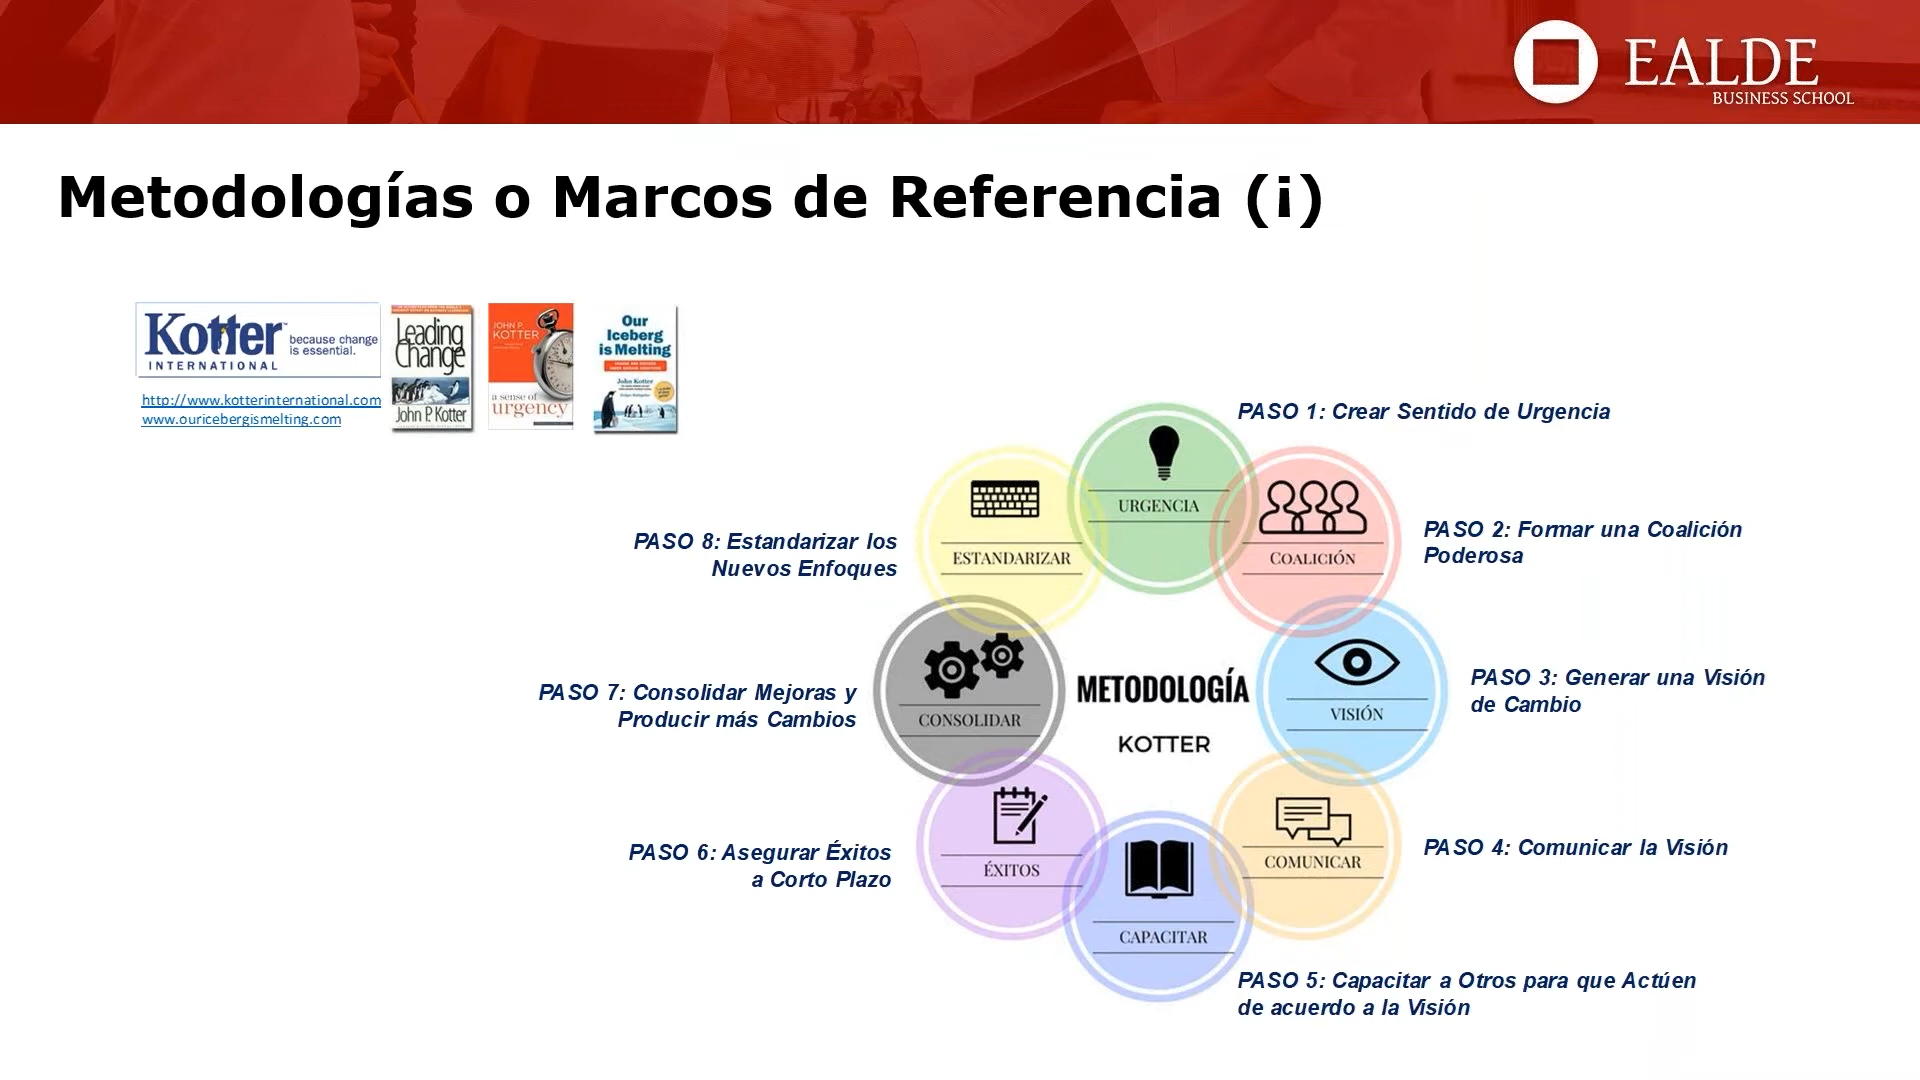 EALDE
BUSINESS SCHOOL
Metodologías o Marcos de Referencia (i)
Kotter
INTERNATIONAL
because change
is essential.
http://www.kotterinternational.com
www.ouricebergismelting.com
Leading
Change
John P. Kotter
JOHN P.
KOTTER
a sense of
urgency
Our
Iceberg
is Melting
John Kotter
PASO 1: Crear Sentido de Urgencia
URGENCIA
PASO 2: Formar una Coalición
Poderosa
COALICIÓN
PASO 3: Generar una Visión
de Cambio
VISIÓN
PASO 4: Comunicar la Visión
COMUNICAR
PASO 5: Capacitar a Otros para que Actúen
de acuerdo a la Visión
CAPACITAR
PASO 6: Asegurar Éxitos
a Corto Plazo
ÉXITOS
PASO 7: Consolidar Mejoras y
Producir más Cambios
CONSOLIDAR
PASO 8: Estandarizar los
Nuevos Enfoques
ESTANDARIZAR
METODOLOGÍA
KOTTER